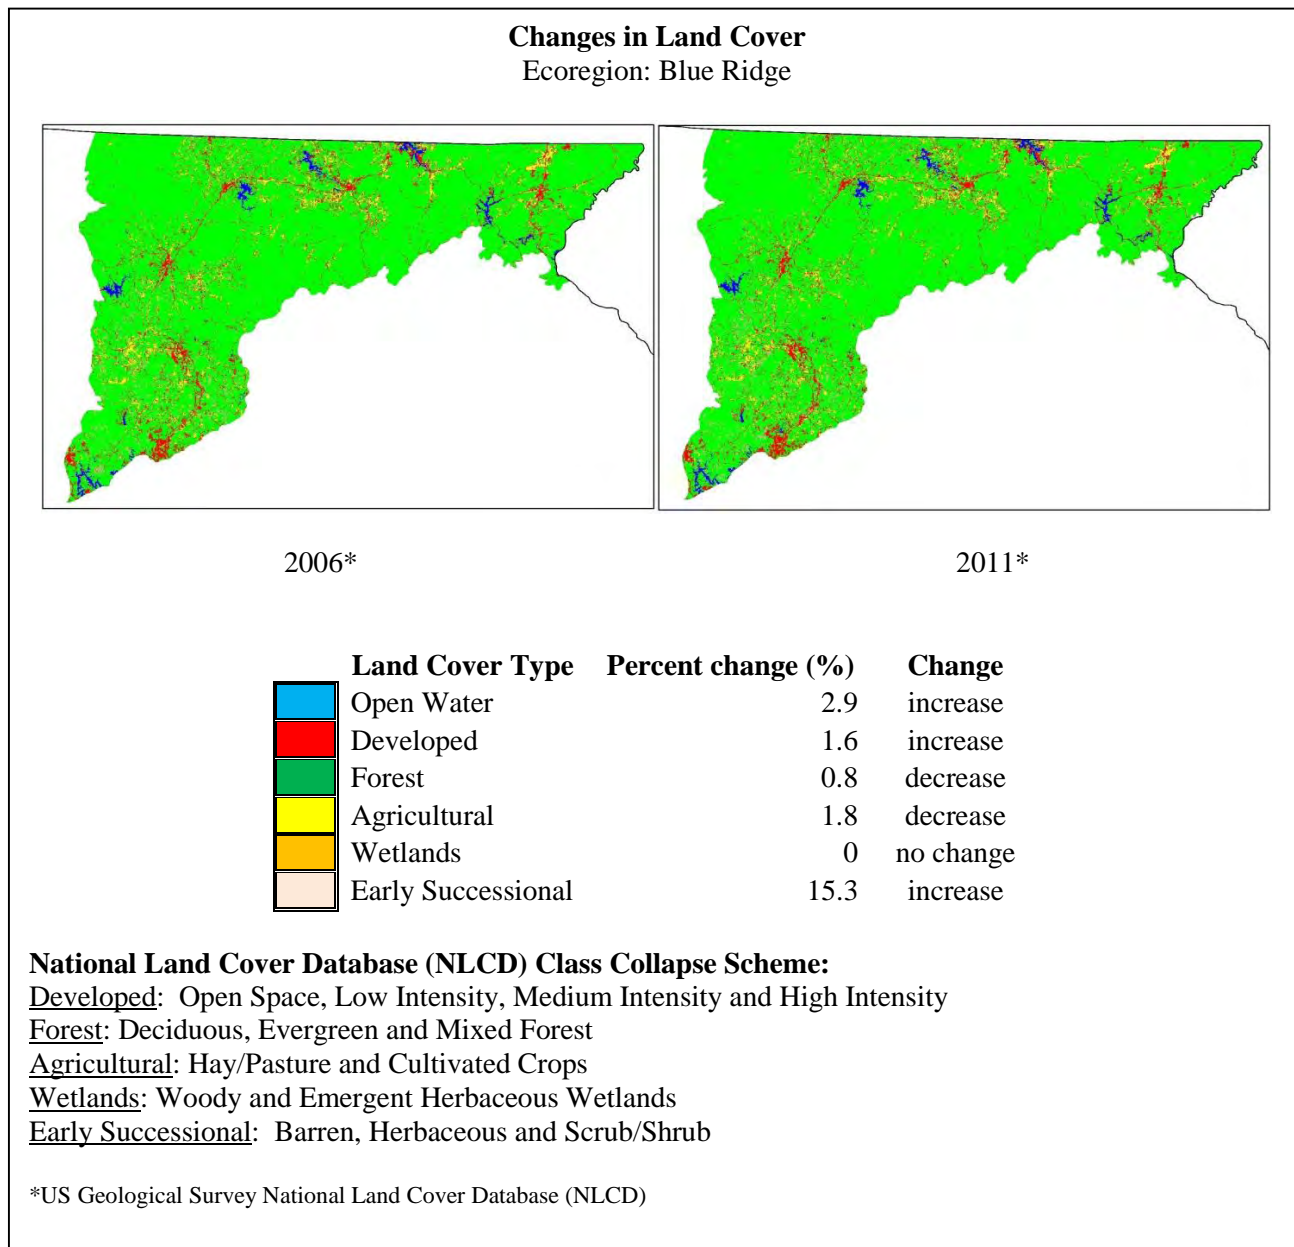 Changes in Land Cover
Ecoregion: Blue Ridge
2006* 2011*
Land Cover Type Percent change (%) Change
Open Water 2.9 increase
Developed 1.6 increase
Forest 0.8 decrease
Agricultural 1.8 decrease
Wetlands 0 no change
Early Successional 15.3 increase
National Land Cover Database (NLCD) Class Collapse Scheme:
Developed: Open Space, Low Intensity, Medium Intensity and High Intensity
Forest: Deciduous, Evergreen and Mixed Forest
Agricultural: Hay/Pasture and Cultivated Crops
Wetlands: Woody and Emergent Herbaceous Wetlands
Early Successional: Barren, Herbaceous and Scrub/Shrub
*US Geological Survey National Land Cover Database (NLCD)